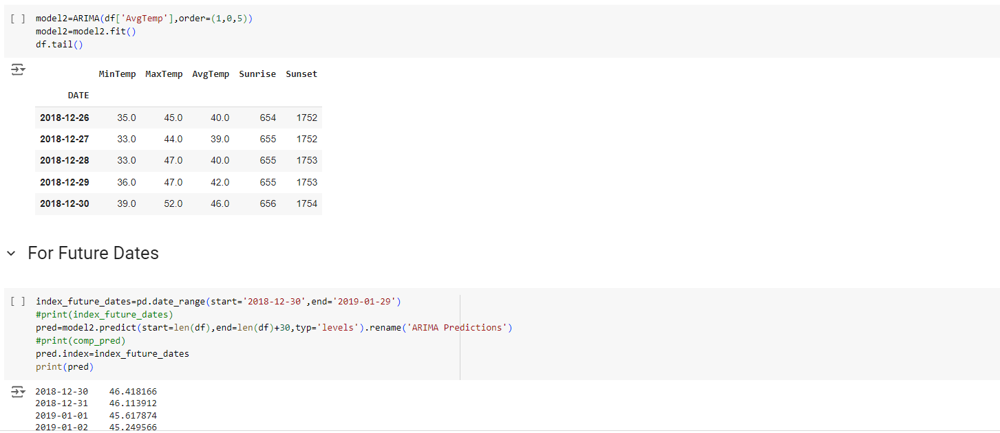 [ ] model2=ARIMA(df['AvgTemp'],order=(1,0,5))
model2=model2.fit()
df.tail()
MinTemp MaxTemp AvgTemp Sunrise Sunset
DATE
2018-12-26 35.0 45.0 40.0 654 1752
2018-12-27 33.0 44.0 39.0 655 1752
2018-12-28 33.0 47.0 40.0 655 1753
2018-12-29 36.0 47.0 42.0 655 1753
2018-12-30 39.0 52.0 46.0 656 1754
For Future Dates
[ ] index_future_dates=pd.date_range(start='2018-12-30',end='2019-01-29')
#print(index_future_dates)
pred=model2.predict(start=len(df),end=len(df)+30,typ='levels').rename('ARIMA Predictions')
#print(comp_pred)
pred.index=index_future_dates
print(pred)
2018-12-30 46.418166
2018-12-31 46.113912
2019-01-01 45.617874
2019-01-02 45.249566